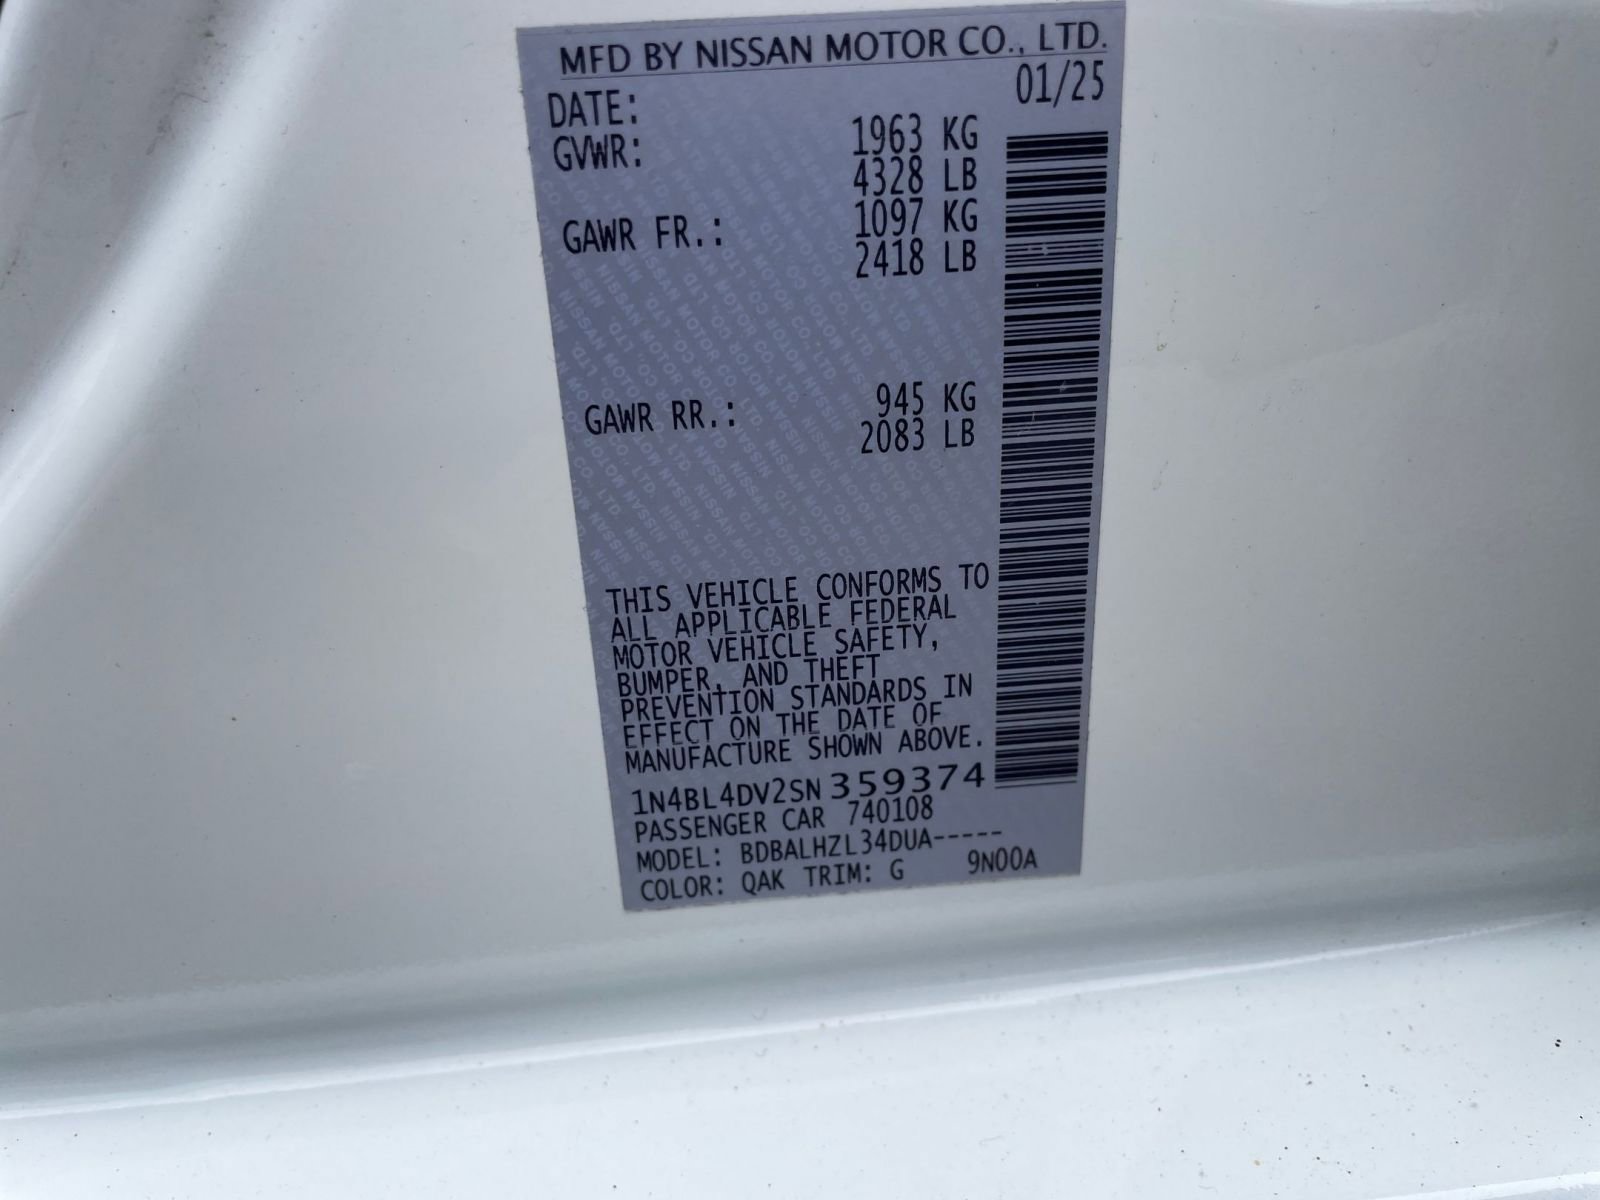 MFD BY NISSAN MOTOR CO., LTD.
DATE: 01/25
GVWR: 1963 KG
4328 LB
GAWR FR.: 1097 KG
2418 LB
GAWR RR.: 945 KG
2083 LB
THIS VEHICLE CONFORMS TO
ALL APPLICABLE FEDERAL
MOTOR VEHICLE SAFETY,
BUMPER, AND THEFT
PREVENTION STANDARDS IN
EFFECT ON THE DATE OF
MANUFACTURE SHOWN ABOVE.
1N4BL4DV2SN359374
PASSENGER CAR 740108
MODEL: BDBALHZL34DUA-----
COLOR: QAK TRIM: G 9N00A